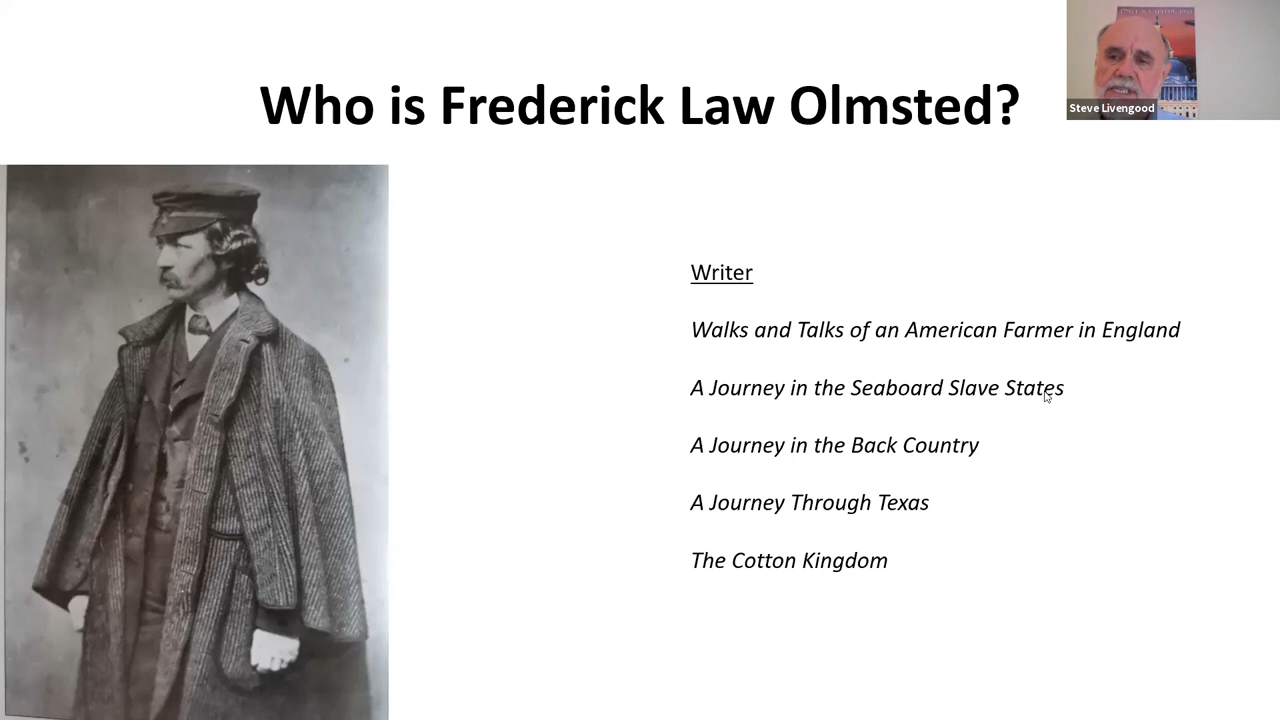 Who is Frederick Law Olmsted?
Steve Livengood
Writer
Walks and Talks of an American Farmer in England
A Journey in the Seaboard Slave States
A Journey in the Back Country
A Journey Through Texas
The Cotton Kingdom